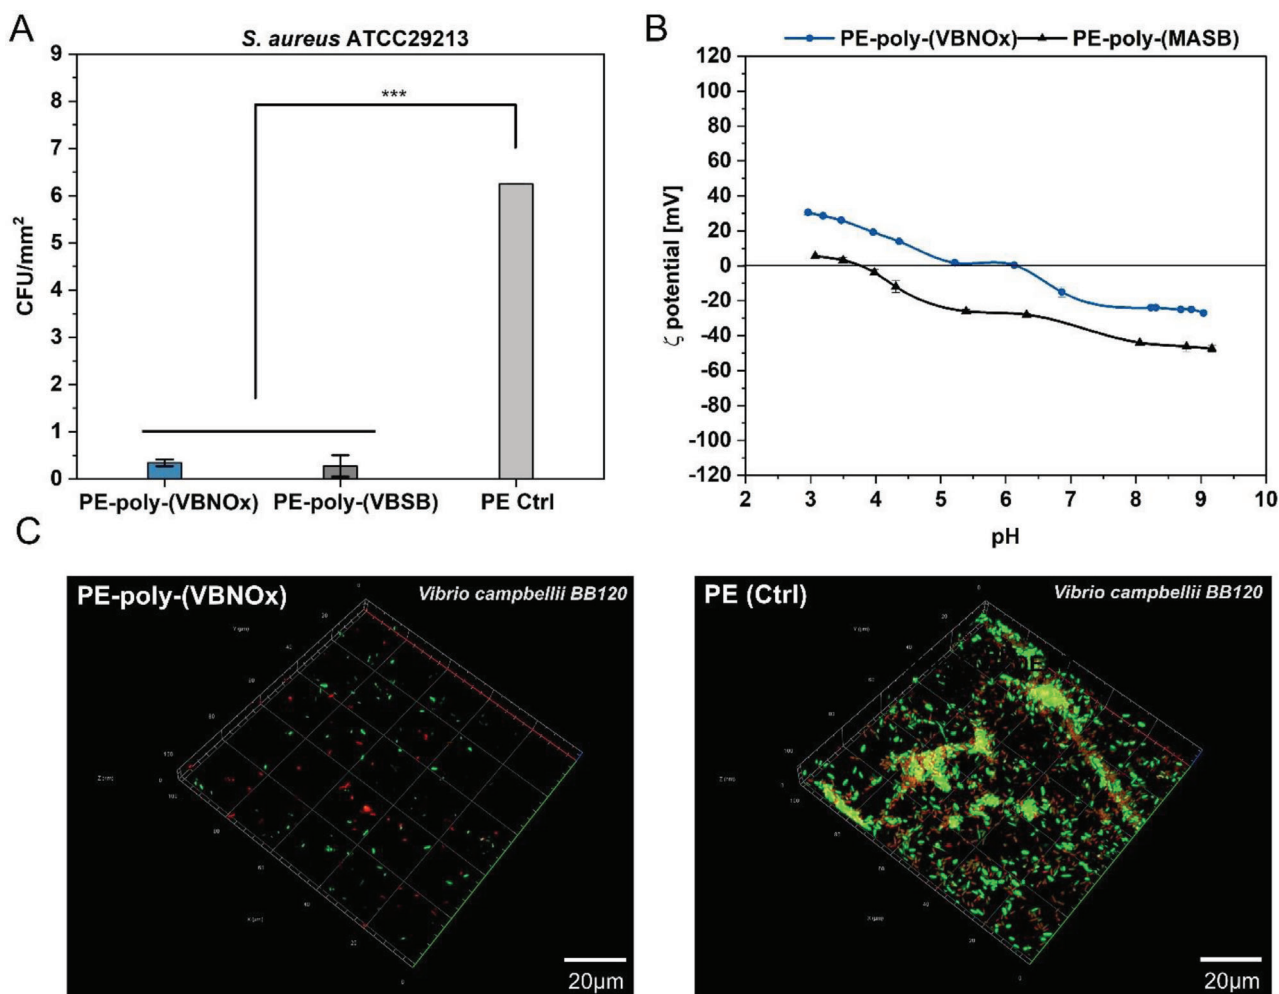 A
S. aureus ATCC29213
9
8
7
6
5
4
3
2
1
0
CFU/mm²
***
PE-poly-(VBNOx)
PE-poly-(VBSB)
PE Ctrl
B
PE-poly-(VBNOx)
PE-poly-(MASB)
120
100
80
60
40
20
0
-20
-40
-60
-80
-100
-120
ζ potential [mV]
2 3 4 5 6 7 8 9 10
pH
C
PE-poly-(VBNOx)
Vibrio campbellii BB120
20µm
PE (Ctrl)
Vibrio campbellii BB120
E
20µm